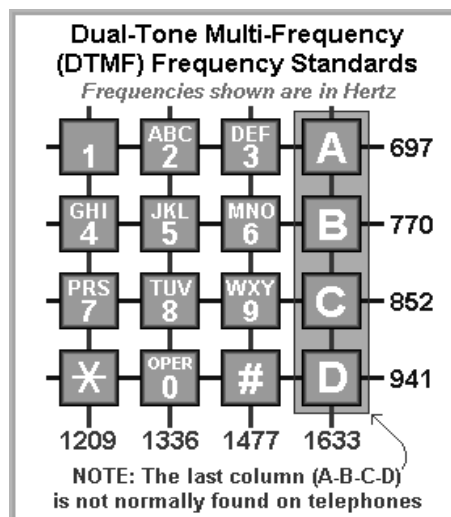 Dual-Tone Multi-Frequency
(DTMF) Frequency Standards
Frequencies shown are in Hertz
ABC DEF
1 2 3 A 697
GHI JKL MNO
4 5 6 B 770
PRS TUV WXY
7 8 9 C 852
OPER
* 0 # D 941
1209 1336 1477 1633
NOTE: The last column (A-B-C-D)
is not normally found on telephones